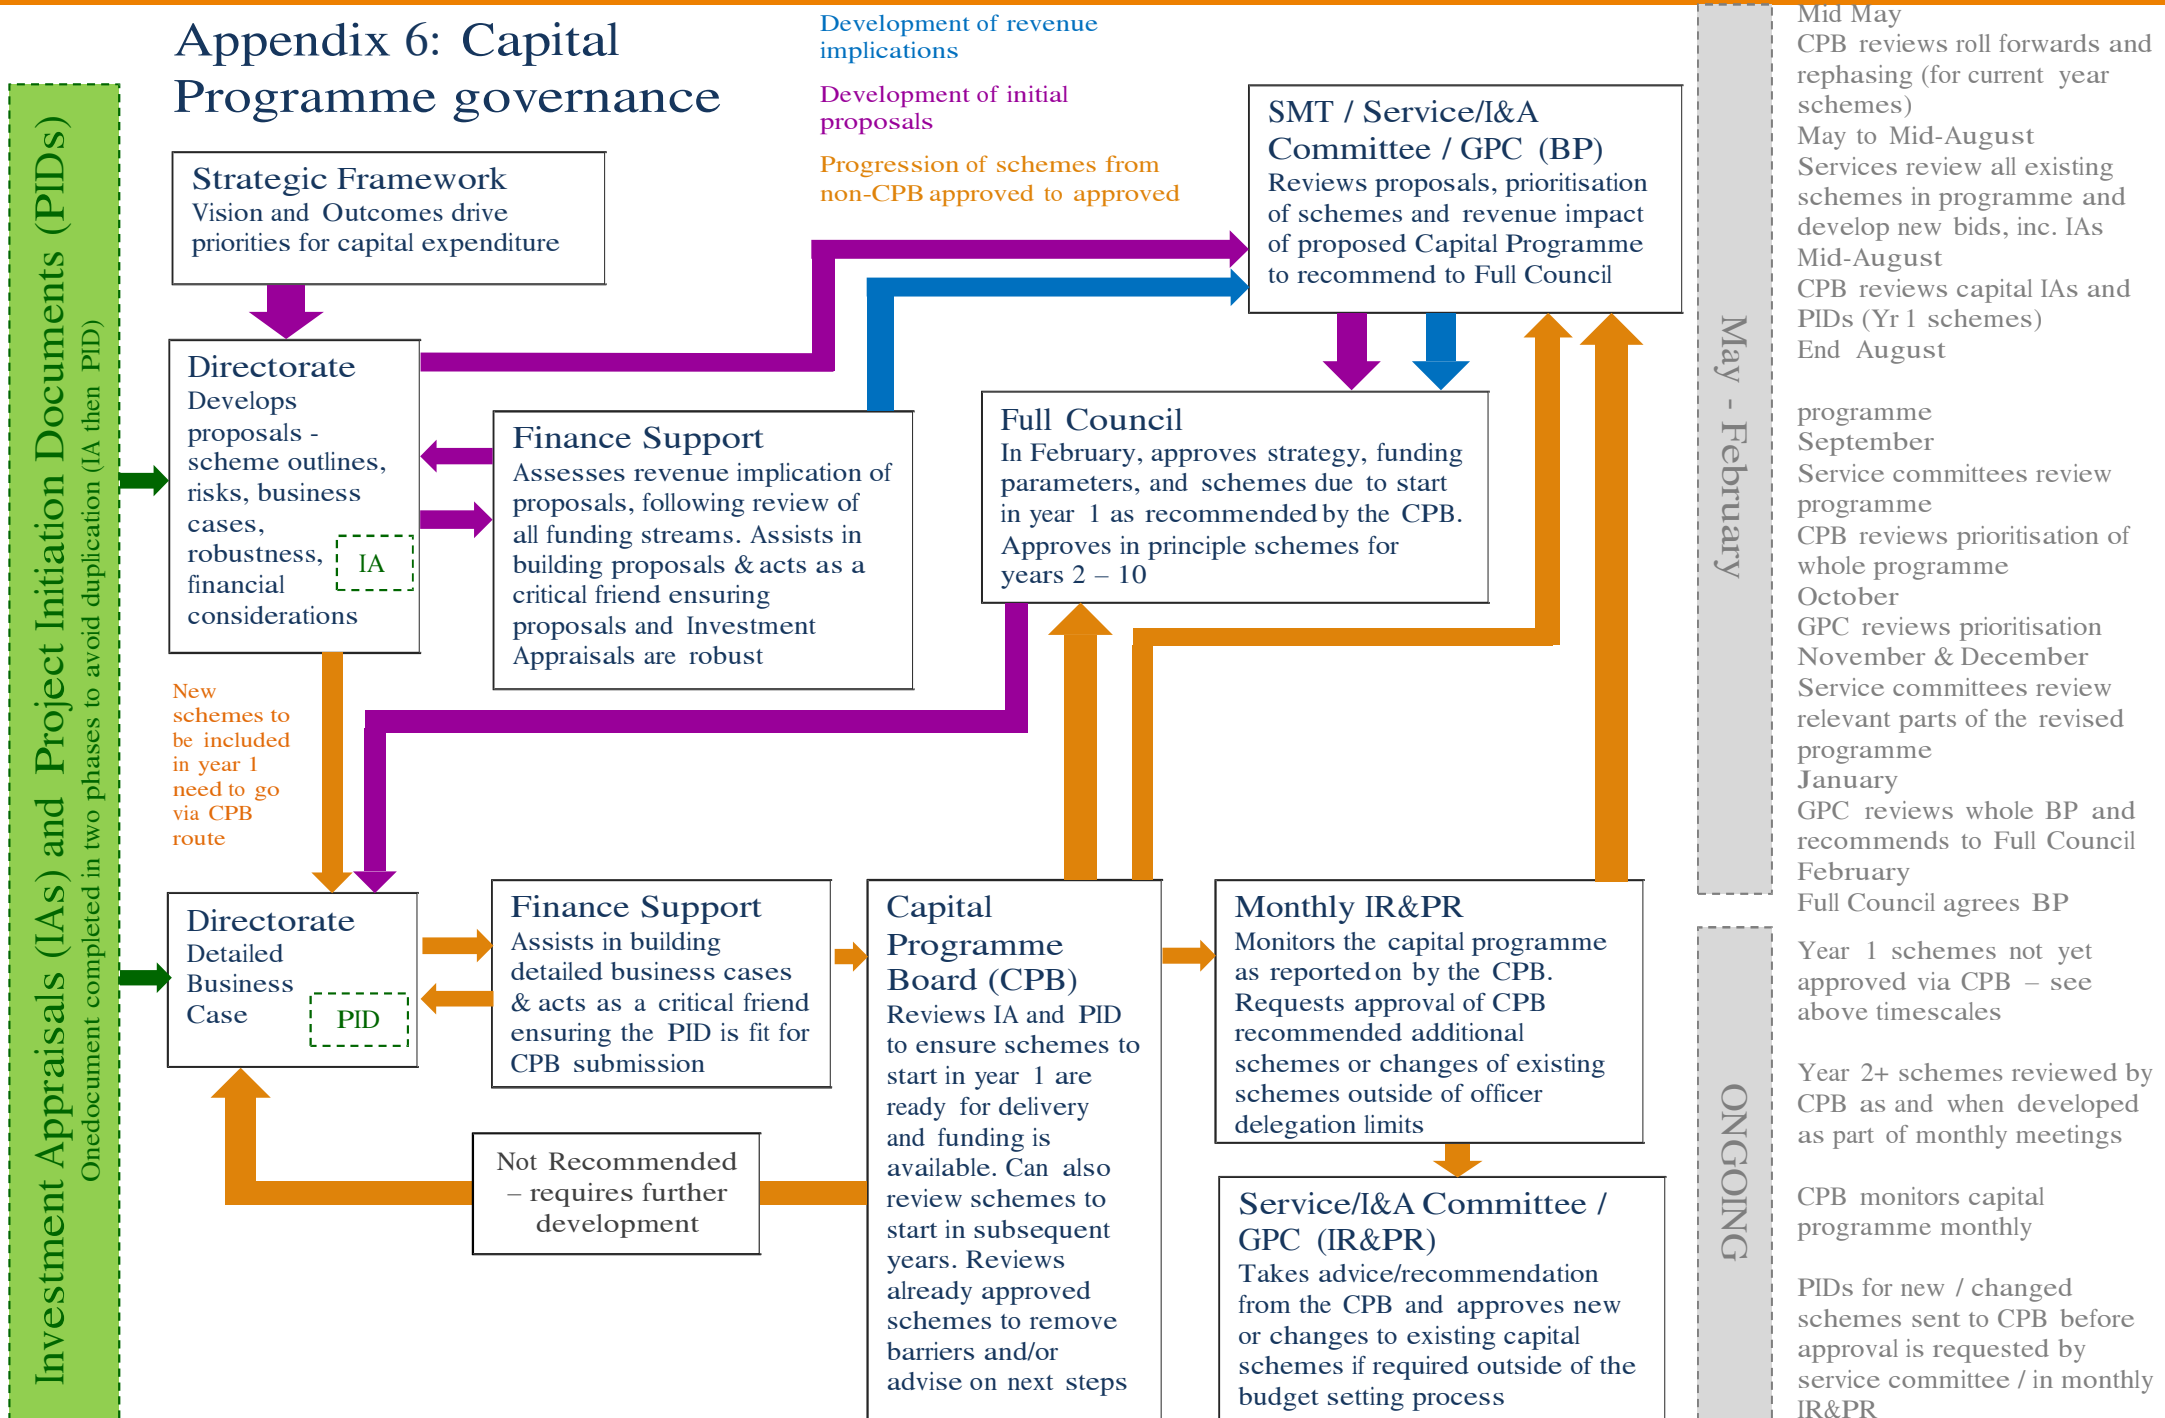 Appendix 6: Capital
Programme governance
Development of revenue
implications
Development of initial
proposals
Progression of schemes from
non-CPB approved to approved
Investment Appraisals (IAs) and Project Initiation Documents (PIDs)
Onedocument completed in two phases to avoid duplication (IA then PID)
Strategic Framework
Vision and Outcomes drive
priorities for capital expenditure
SMT / Service/I&A
Committee / GPC (BP)
Reviews proposals, prioritisation
of schemes and revenue impact
of proposed Capital Programme
to recommend to Full Council
Directorate
Develops
proposals -
scheme outlines,
risks, business
cases,
robustness,
financial
considerations
IA
Finance Support
Assesses revenue implication of
proposals, following review of
all funding streams. Assists in
building proposals & acts as a
critical friend ensuring
proposals and Investment
Appraisals are robust
Full Council
In February, approves strategy, funding
parameters, and schemes due to start
in year 1 as recommended by the CPB.
Approves in principle schemes for
years 2 – 10
New
schemes to
be included
in year 1
need to go
via CPB
route
Directorate
Detailed
Business
Case
PID
Finance Support
Assists in building
detailed business cases
& acts as a critical friend
ensuring the PID is fit for
CPB submission
Capital
Programme
Board (CPB)
Reviews IA and PID
to ensure schemes to
start in year 1 are
ready for delivery
and funding is
available. Can also
review schemes to
start in subsequent
years. Reviews
already approved
schemes to remove
barriers and/or
advise on next steps
Monthly IR&PR
Monitors the capital programme
as reported on by the CPB.
Requests approval of CPB
recommended additional
schemes or changes of existing
schemes outside of officer
delegation limits
Not Recommended
– requires further
development
Service/I&A Committee /
GPC (IR&PR)
Takes advice/recommendation
from the CPB and approves new
or changes to existing capital
schemes if required outside of the
budget setting process
May - February
Mid May
CPB reviews roll forwards and
rephasing (for current year
schemes)
May to Mid-August
Services review all existing
schemes in programme and
develop new bids, inc. IAs
Mid-August
CPB reviews capital IAs and
PIDs (Yr 1 schemes)
End August
programme
September
Service committees review
programme
CPB reviews prioritisation of
whole programme
October
GPC reviews prioritisation
November & December
Service committees review
relevant parts of the revised
programme
January
GPC reviews whole BP and
recommends to Full Council
February
Full Council agrees BP
ONGOING
Year 1 schemes not yet
approved via CPB – see
above timescales
Year 2+ schemes reviewed by
CPB as and when developed
as part of monthly meetings
CPB monitors capital
programme monthly
PIDs for new / changed
schemes sent to CPB before
approval is requested by
service committee / in monthly
IR&PR